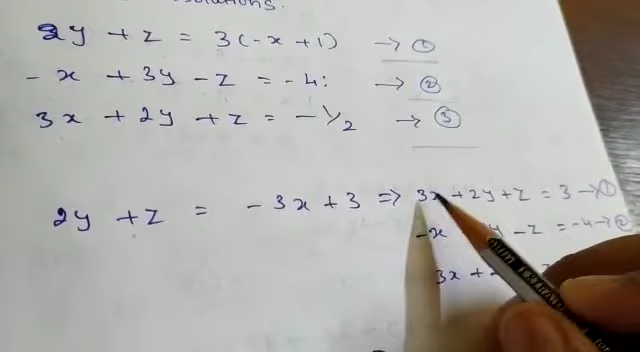 solutions.
2y + z = 3(-x +1) → ①
- x + 3y - z = -4; → ②
3x + 2y + z = -1/2 → ③
2y + z = - 3x + 3 ⇒ 3x + 2y + z = 3 → ①
-x y - z = -4 → ②
3x +